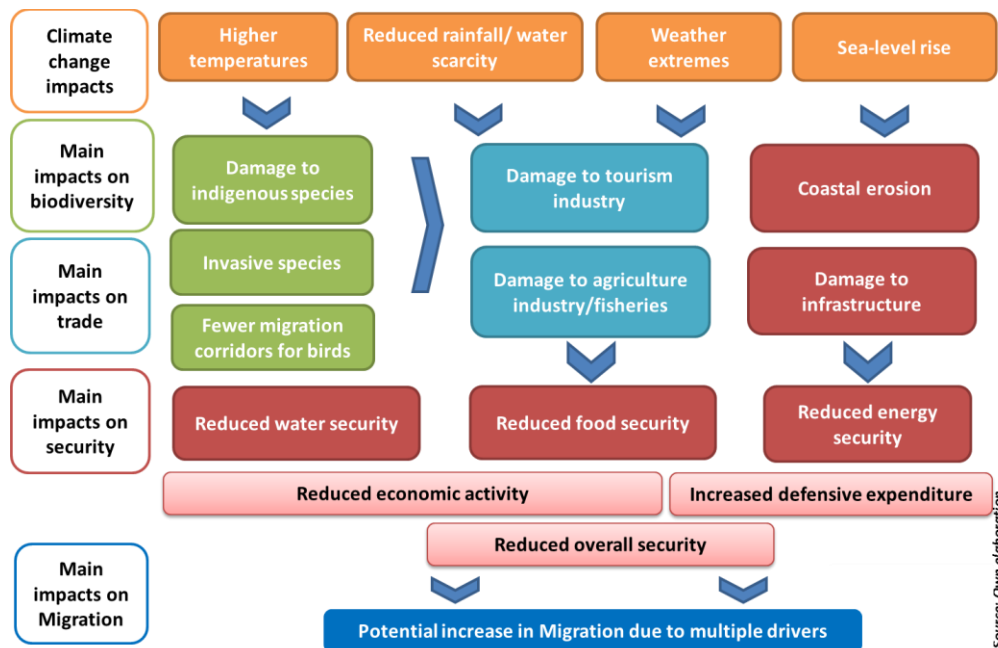 Climate
change
impacts
Higher
temperatures
Reduced rainfall/ water
scarcity
Weather
extremes
Sea-level rise
Main
impacts on
biodiversity
Damage to
indigenous species
Damage to tourism
industry
Coastal erosion
Invasive species
Main
impacts on
trade
Damage to agriculture
industry/fisheries
Damage to
infrastructure
Fewer migration
corridors for birds
Main
impacts on
security
Reduced water security
Reduced food security
Reduced energy
security
Reduced economic activity
Increased defensive expenditure
Reduced overall security
Main
impacts on
Migration
Potential increase in Migration due to multiple drivers
Source: Own elaboration